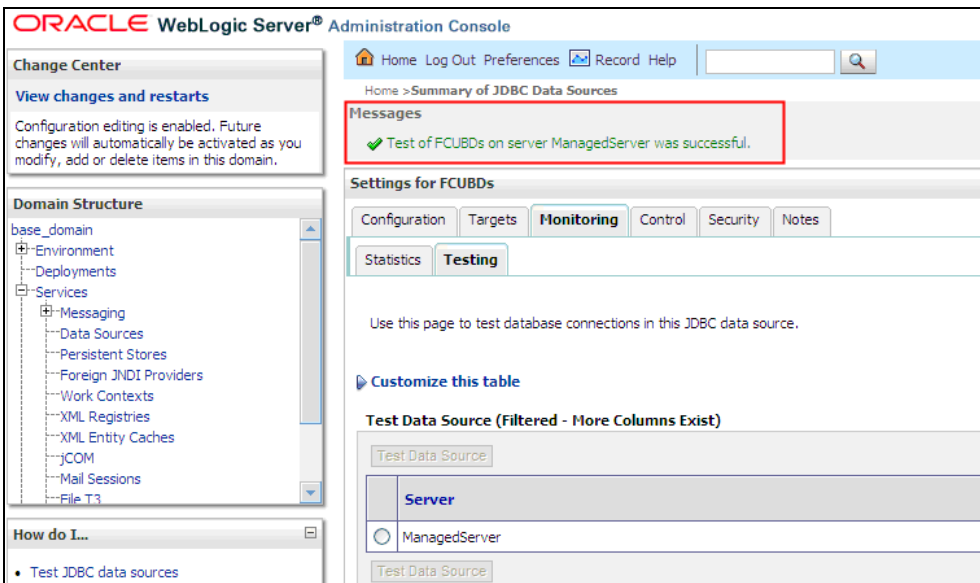 ORACLE WebLogic Server® Administration Console
Change Center
View changes and restarts
Configuration editing is enabled. Future
changes will automatically be activated as you
modify, add or delete items in this domain.
Domain Structure
base_domain
Environment
Deployments
Services
Messaging
Data Sources
Persistent Stores
Foreign JNDI Providers
Work Contexts
XML Registries
XML Entity Caches
jCOM
Mail Sessions
File T3
How do I...
Test JDBC data sources
Home Log Out Preferences Record Help
Home >Summary of JDBC Data Sources
Messages
Test of FCUBDs on server ManagedServer was successful.
Settings for FCUBDs
Configuration Targets Monitoring Control Security Notes
Statistics Testing
Use this page to test database connections in this JDBC data source.
Customize this table
Test Data Source (Filtered - More Columns Exist)
Test Data Source
Server
ManagedServer
Test Data Source